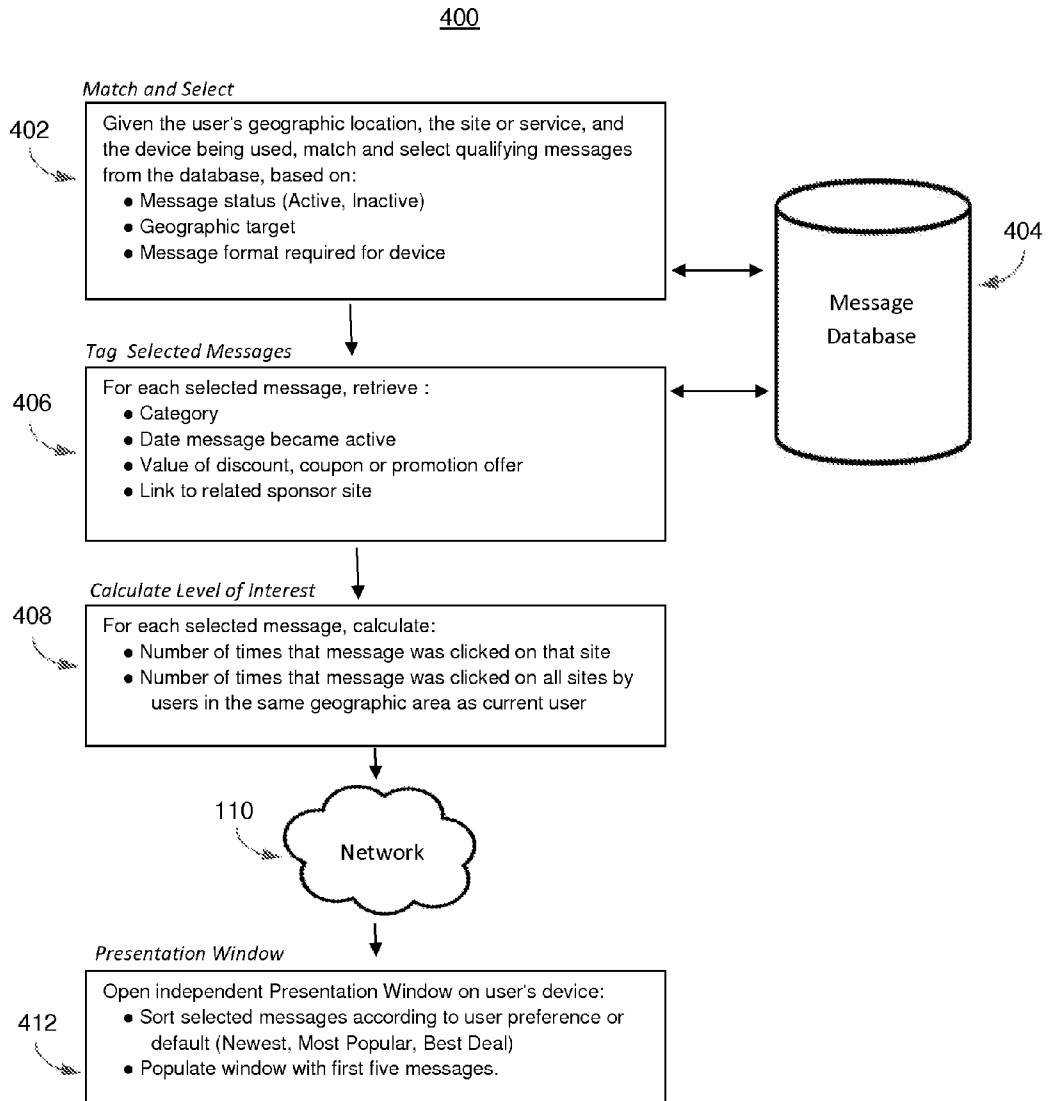 400
Match and Select
402
Given the user's geographic location, the site or service, and
the device being used, match and select qualifying messages
from the database, based on:
● Message status (Active, Inactive)
● Geographic target
● Message format required for device
404
Message
Database
Tag Selected Messages
406
For each selected message, retrieve :
● Category
● Date message became active
● Value of discount, coupon or promotion offer
● Link to related sponsor site
Calculate Level of Interest
408
For each selected message, calculate:
● Number of times that message was clicked on that site
● Number of times that message was clicked on all sites by
users in the same geographic area as current user
110
Network
Presentation Window
412
Open independent Presentation Window on user's device:
● Sort selected messages according to user preference or
default (Newest, Most Popular, Best Deal)
● Populate window with first five messages.